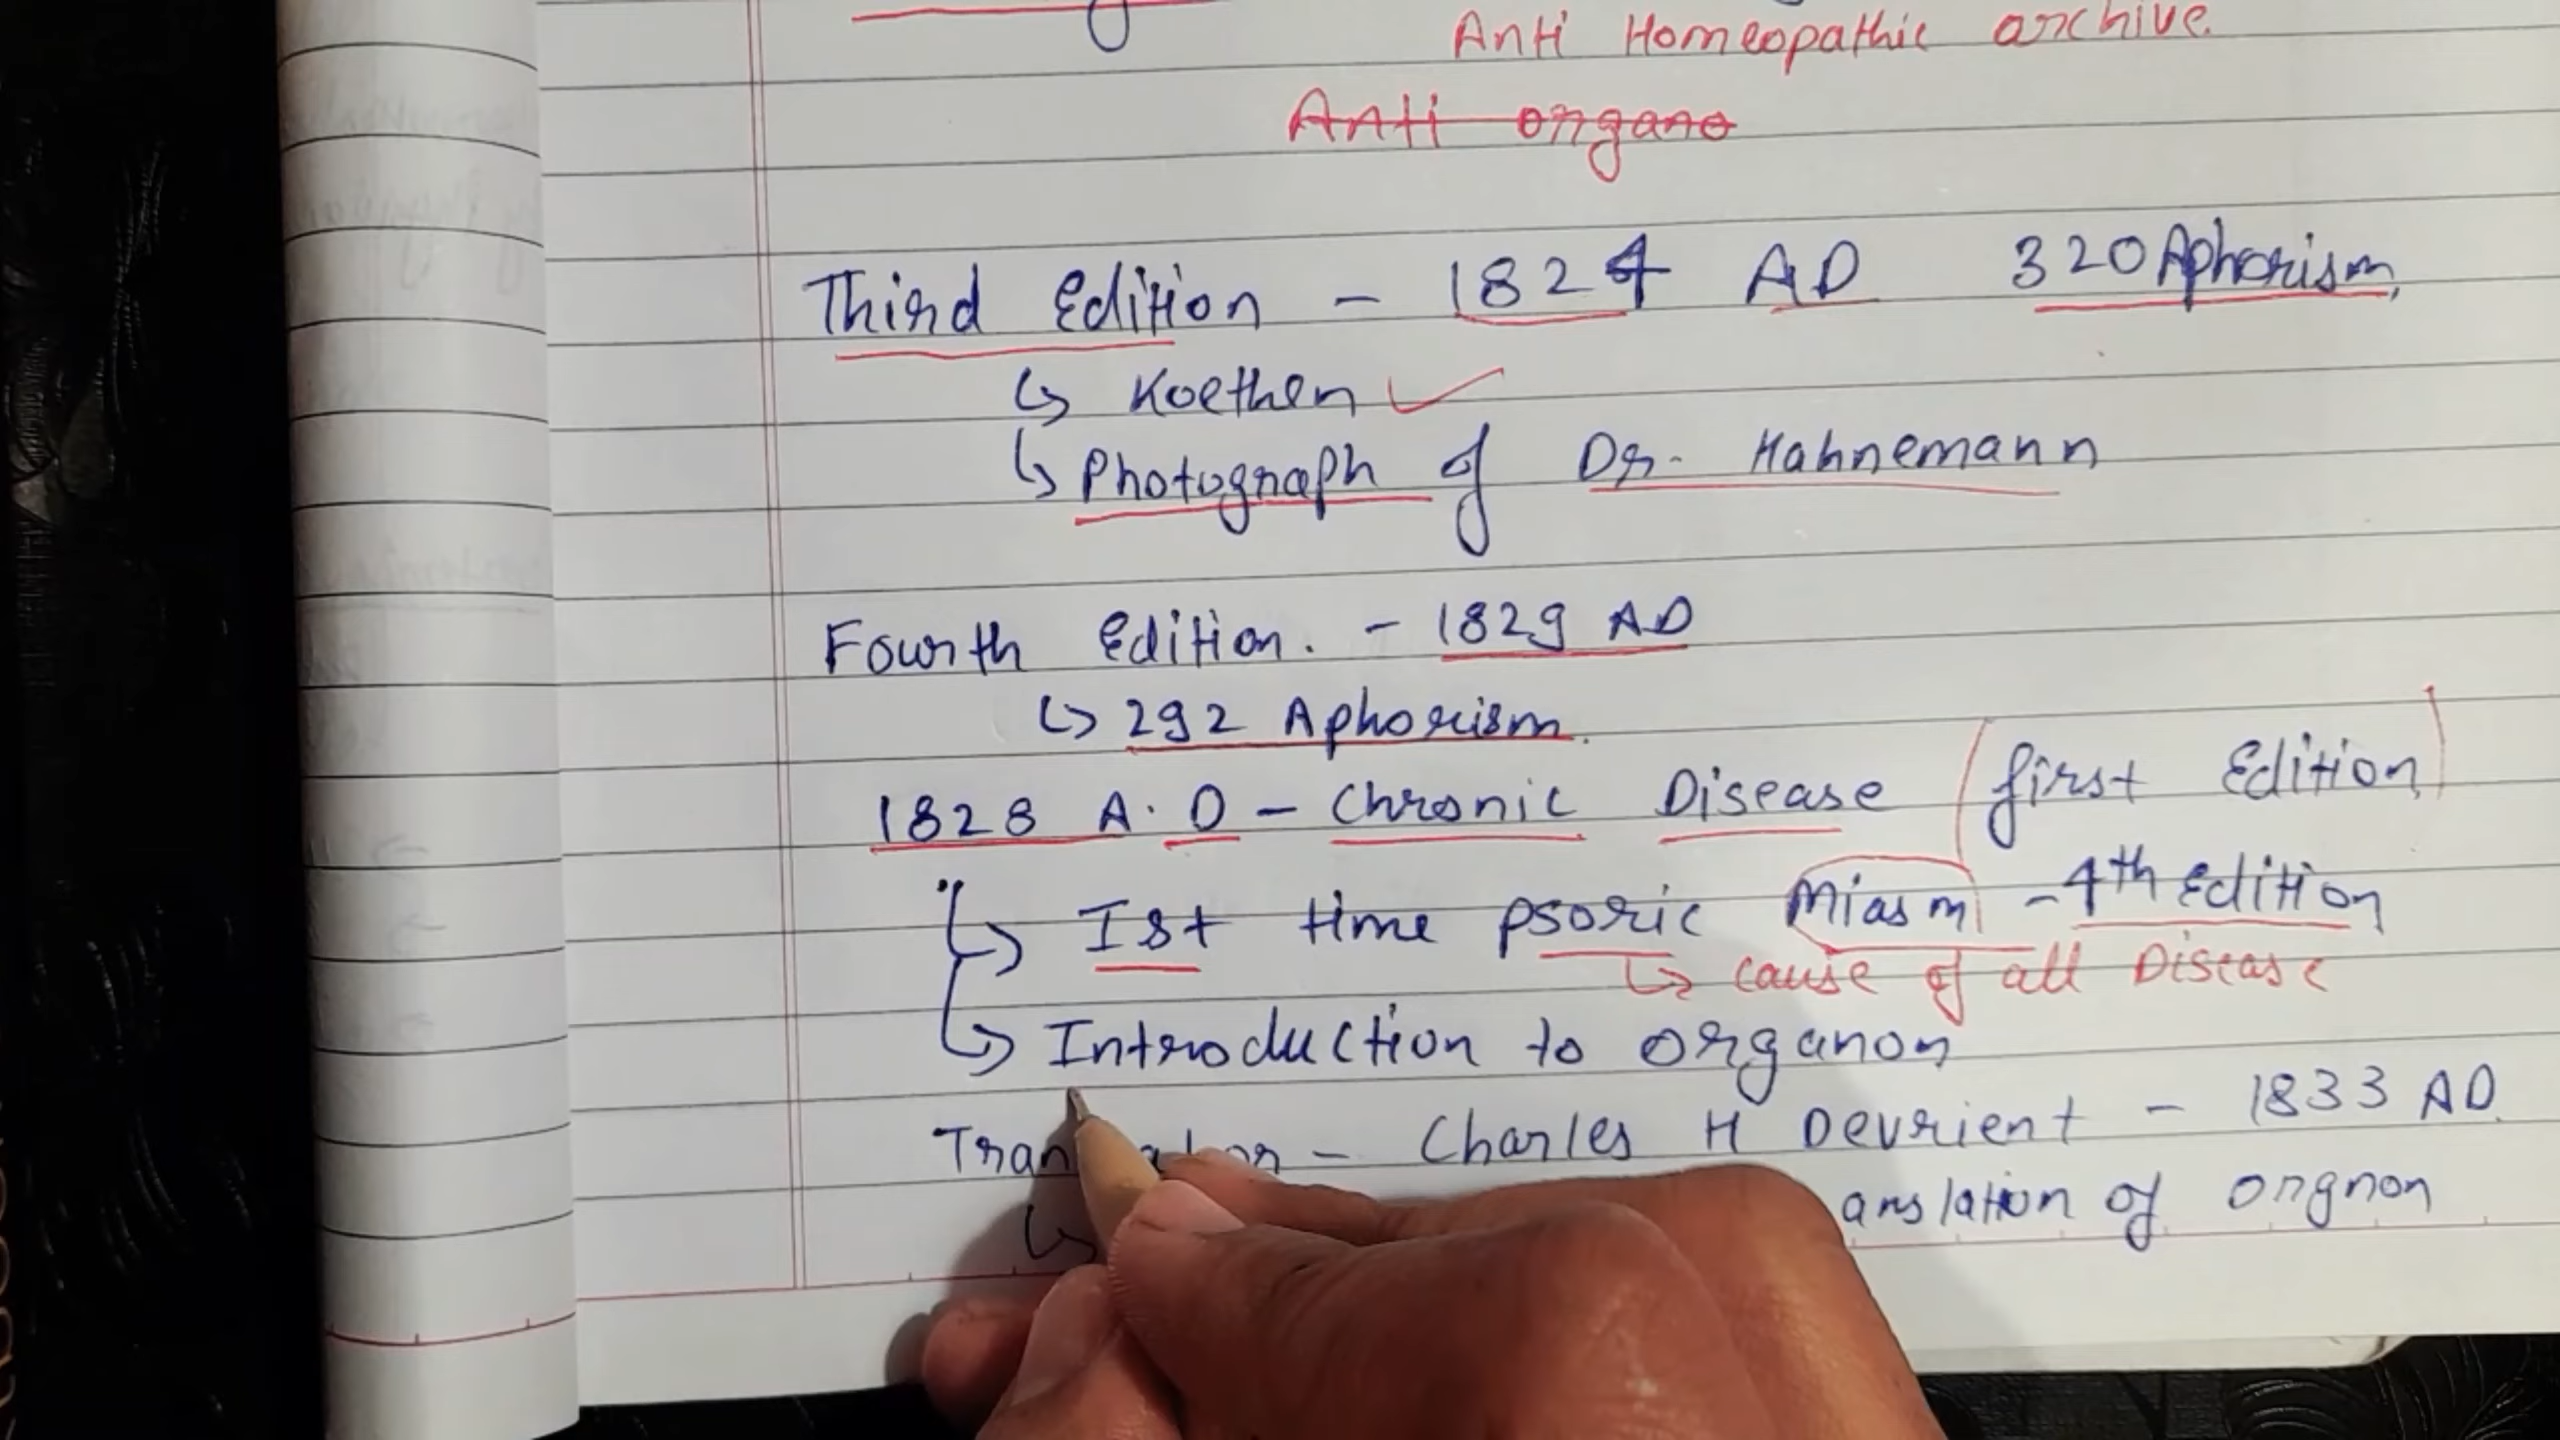 Anti Homeopathic archive.
Anti organo
Third Edition - 1824 AD 320 Aphorism,
↳ Koethen ✓
↳ Photograph of Dr. Hahnemann
Fourth Edition. - 1829 AD
↳ 292 Aphorism.
1828 A.D - Chronic Disease (first Edition)
↳ Ist time psoric Miasm - 4th Edition
↳ cause of all Disease
↳ Introduction to organon
- Charles H Devrient - 1833 AD.
↳ of orgnon